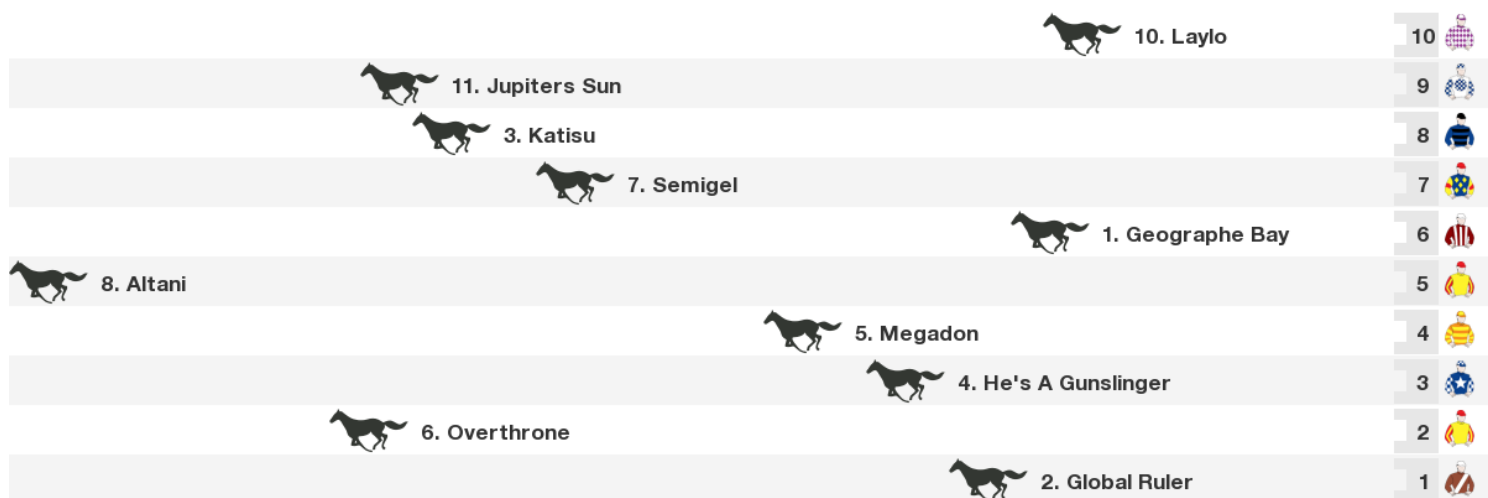 10. Laylo 10
11. Jupiters Sun 9
3. Katisu 8
7. Semigel 7
1. Geographe Bay 6
8. Altani 5
5. Megadon 4
4. He's A Gunslinger 3
6. Overthrone 2
2. Global Ruler 1